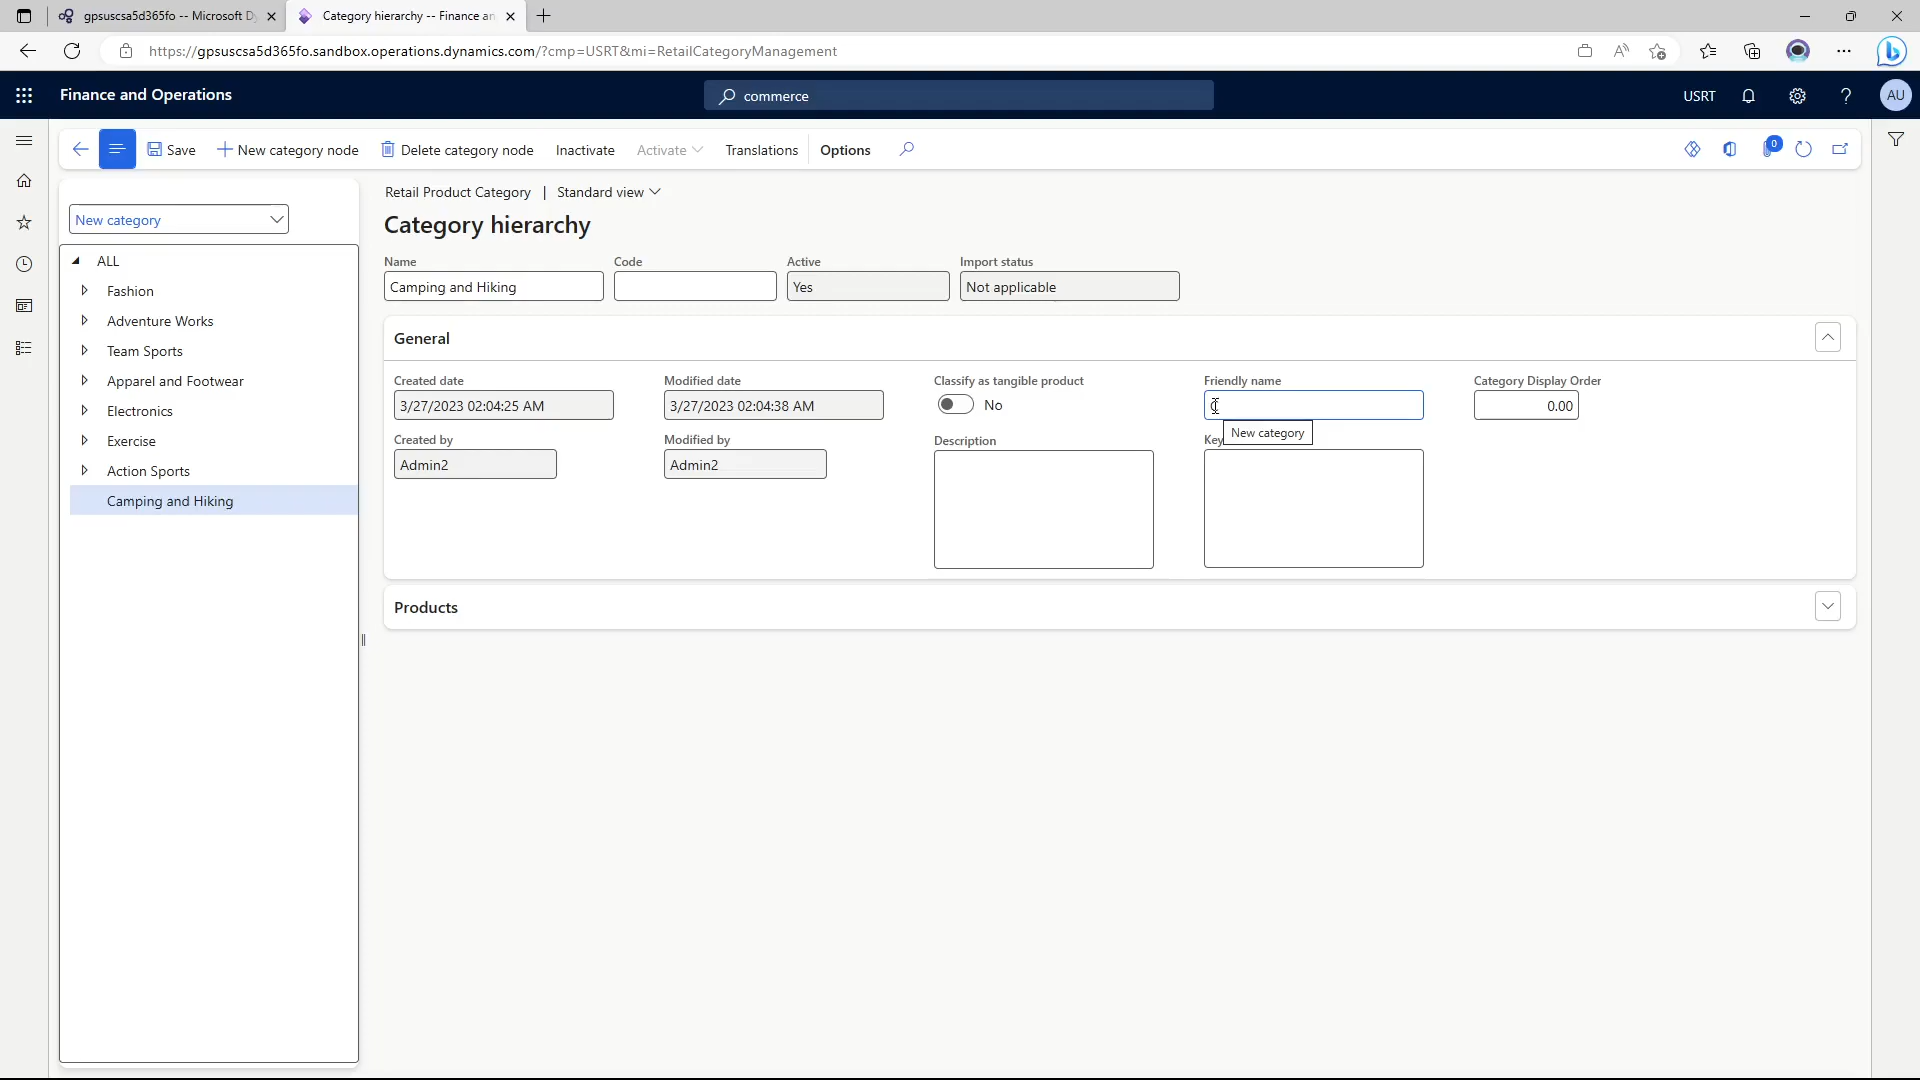 gpsuscsa5d365fo -- Microsoft Dy
Category hierarchy -- Finance an
https://gpsuscsa5d365fo.sandbox.operations.dynamics.com/?cmp=USRT&mi=RetailCategoryManagement
Finance and Operations
commerce
USRT
AU
Save
New category node
Delete category node
Inactivate
Activate
Translations
Options
0
New category
ALL
Fashion
Adventure Works
Team Sports
Apparel and Footwear
Electronics
Exercise
Action Sports
Camping and Hiking
Retail Product Category | Standard view
Category hierarchy
Name
Camping and Hiking
Code
Active
Yes
Import status
Not applicable
General
Created date
3/27/2023 02:04:25 AM
Created by
Admin2
Modified date
3/27/2023 02:04:38 AM
Modified by
Admin2
Classify as tangible product
No
Description
Friendly name
New category
Key
Category Display Order
0.00
Products